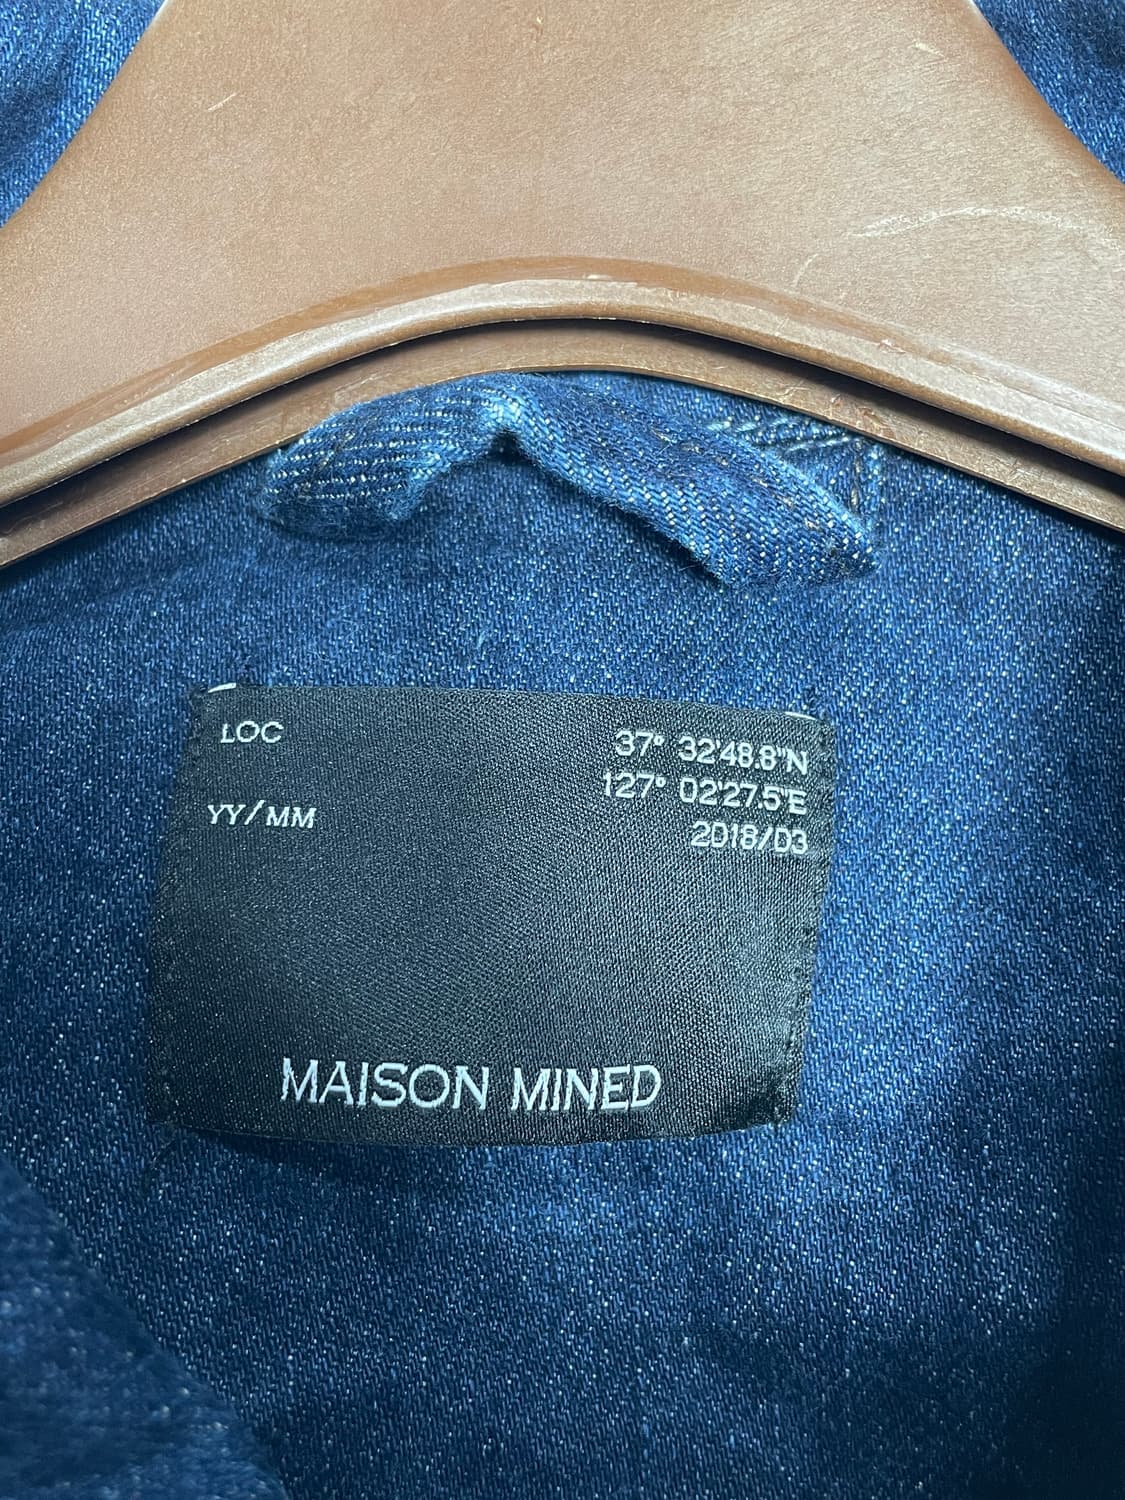 LOC 37° 32'48.8"N
127° 02'27.5"E
YY/MM 2018/03
MAISON MINED